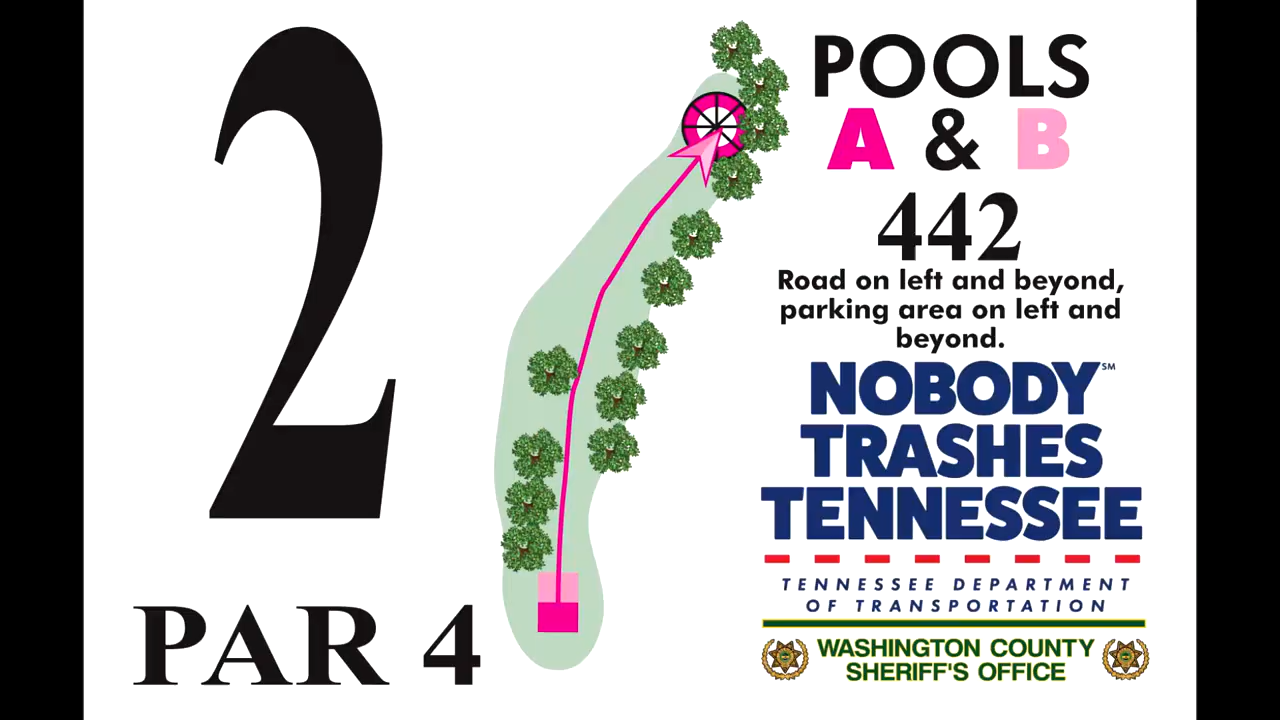 2
PAR 4
POOLS
A & B
442
Road on left and beyond,
parking area on left and
beyond.
NOBODY℠
TRASHES
TENNESSEE
TENNESSEE DEPARTMENT
OF TRANSPORTATION
WASHINGTON COUNTY
SHERIFF'S OFFICE